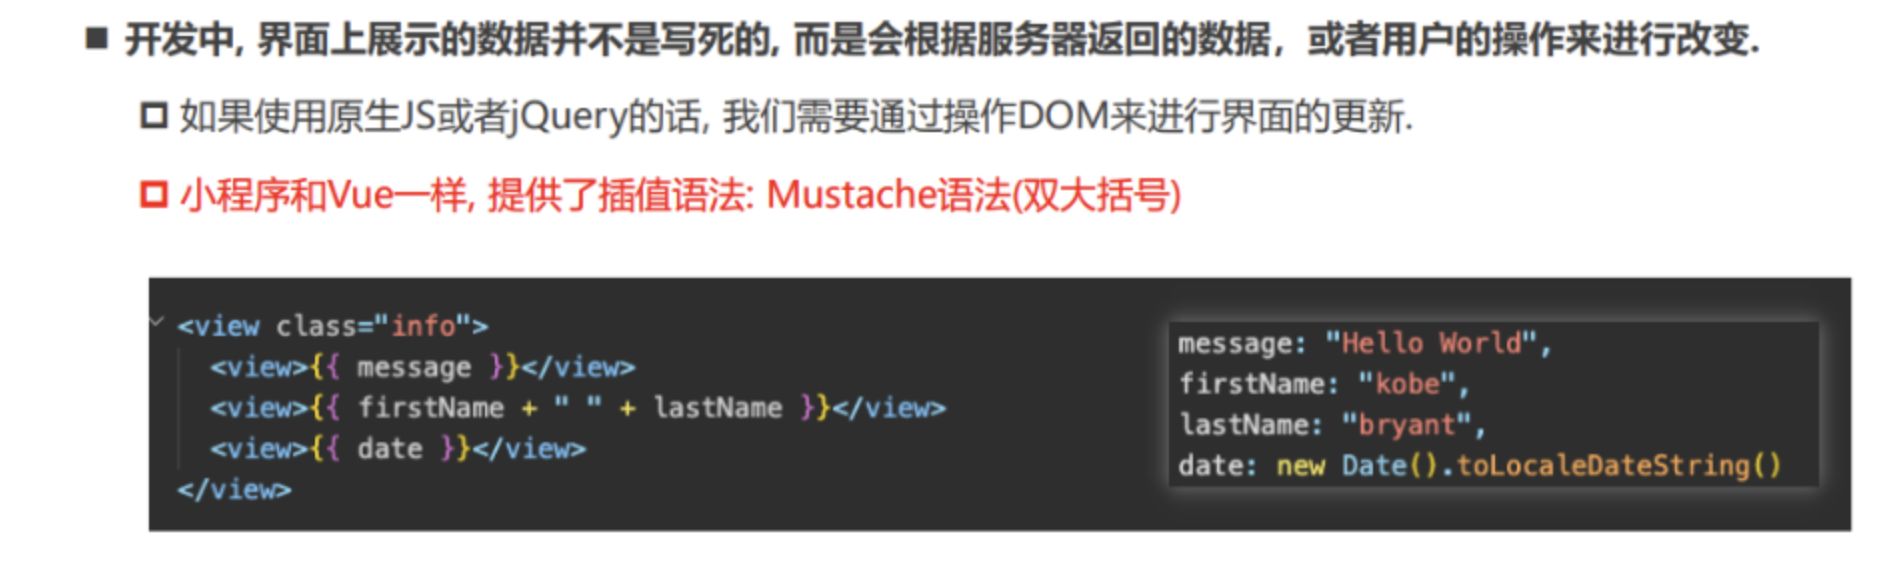 开发中, 界面上展示的数据并不是写死的, 而是会根据服务器返回的数据，或者用户的操作来进行改变.
如果使用原生JS或者jQuery的话, 我们需要通过操作DOM来进行界面的更新.
小程序和Vue一样, 提供了插值语法: Mustache语法(双大括号)
<view class="info">
<view>{{ message }}</view>
<view>{{ firstName + " " + lastName }}</view>
<view>{{ date }}</view>
</view>
message: "Hello World",
firstName: "kobe",
lastName: "bryant",
date: new Date().toLocaleDateString()